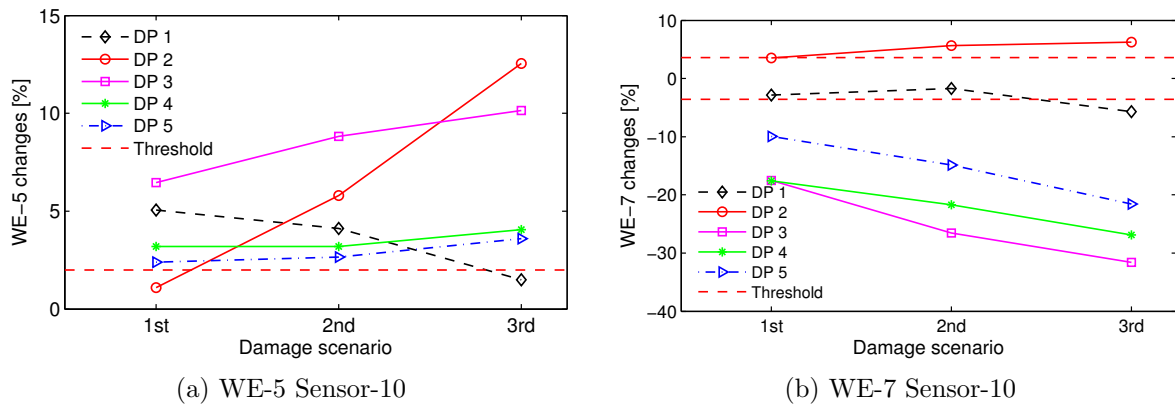 15
10
5
0
WE−5 changes [%]
DP 1
DP 2
DP 3
DP 4
DP 5
Threshold
1st 2nd 3rd
Damage scenario
(a) WE-5 Sensor-10
10
0
−10
−20
−30
−40
WE−7 changes [%]
DP 1
DP 2
DP 3
DP 4
DP 5
Threshold
1st 2nd 3rd
Damage scenario
(b) WE-7 Sensor-10